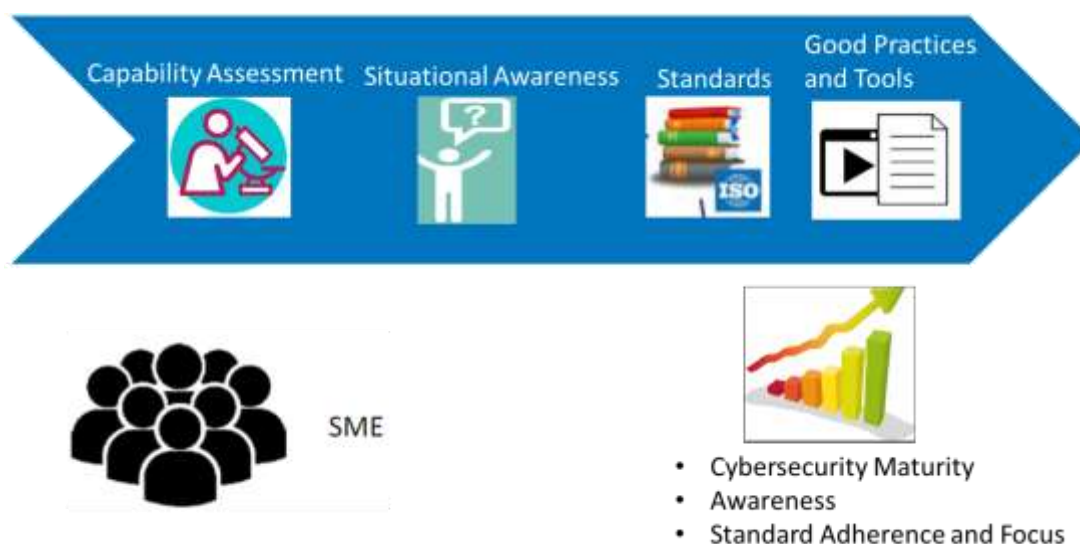 Capability Assessment
Situational Awareness
Standards
Good Practices
and Tools
?
ISO
SME
• Cybersecurity Maturity
• Awareness
• Standard Adherence and Focus